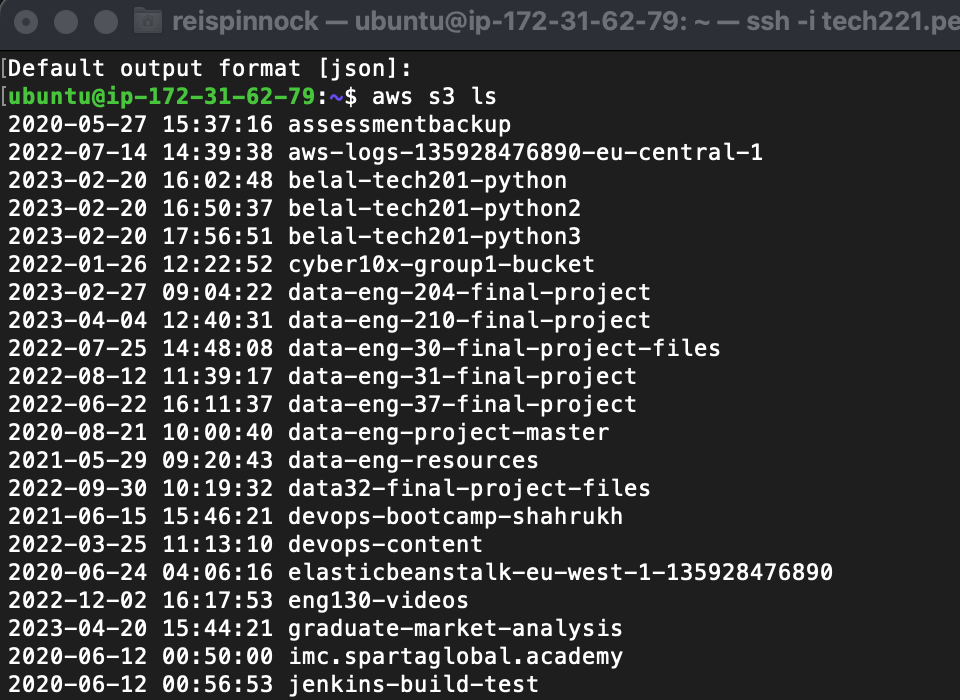 reispinnock — ubuntu@ip-172-31-62-79: ~ — ssh -i tech221.pe
[Default output format [json]:
[ubuntu@ip-172-31-62-79:~$ aws s3 ls
2020-05-27 15:37:16 assessmentbackup
2022-07-14 14:39:38 aws-logs-135928476890-eu-central-1
2023-02-20 16:02:48 belal-tech201-python
2023-02-20 16:50:37 belal-tech201-python2
2023-02-20 17:56:51 belal-tech201-python3
2022-01-26 12:22:52 cyber10x-group1-bucket
2023-02-27 09:04:22 data-eng-204-final-project
2023-04-04 12:40:31 data-eng-210-final-project
2022-07-25 14:48:08 data-eng-30-final-project-files
2022-08-12 11:39:17 data-eng-31-final-project
2022-06-22 16:11:37 data-eng-37-final-project
2020-08-21 10:00:40 data-eng-project-master
2021-05-29 09:20:43 data-eng-resources
2022-09-30 10:19:32 data32-final-project-files
2021-06-15 15:46:21 devops-bootcamp-shahrukh
2022-03-25 11:13:10 devops-content
2020-06-24 04:06:16 elasticbeanstalk-eu-west-1-135928476890
2022-12-02 16:17:53 eng130-videos
2023-04-20 15:44:21 graduate-market-analysis
2020-06-12 00:50:00 imc.spartaglobal.academy
2020-06-12 00:56:53 jenkins-build-test